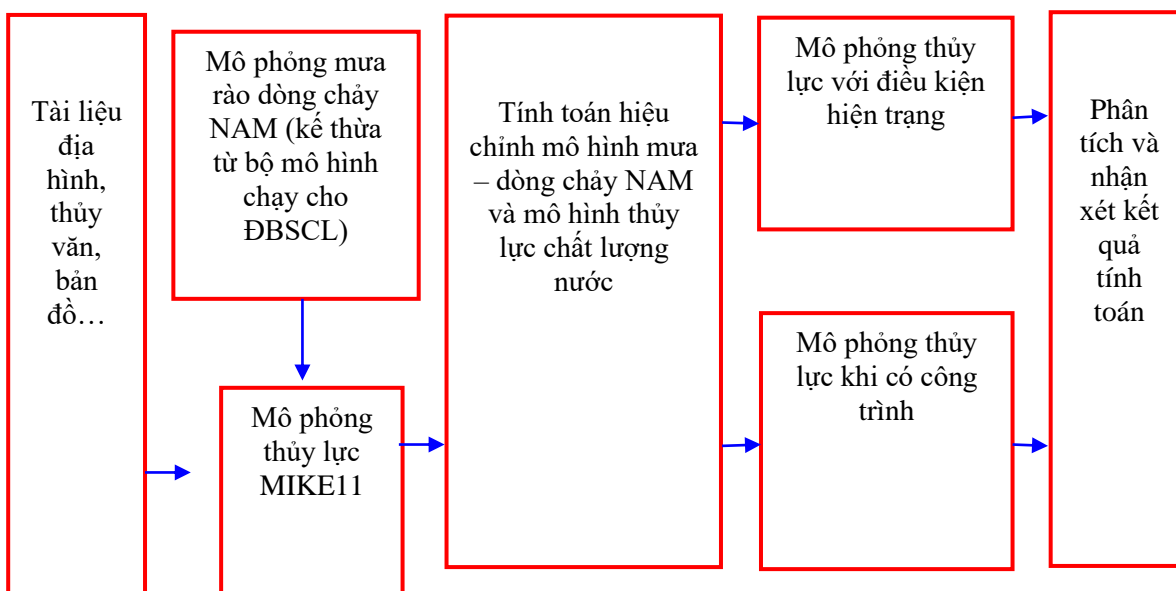 Tài liệu
địa
hình,
thủy
văn,
bản
đồ…
Mô phỏng mưa
rào dòng chảy
NAM (kế thừa
từ bộ mô hình
chạy cho
ĐBSCL)
Mô phỏng
thủy lực
MIKE11
Tính toán hiệu
chỉnh mô hình mưa
– dòng chảy NAM
và mô hình thủy
lực chất lượng
nước
Mô phỏng thủy
lực với điều kiện
hiện trạng
Mô phỏng thủy
lực khi có công
trình
Phân
tích và
nhận
xét kết
quả
tính
toán